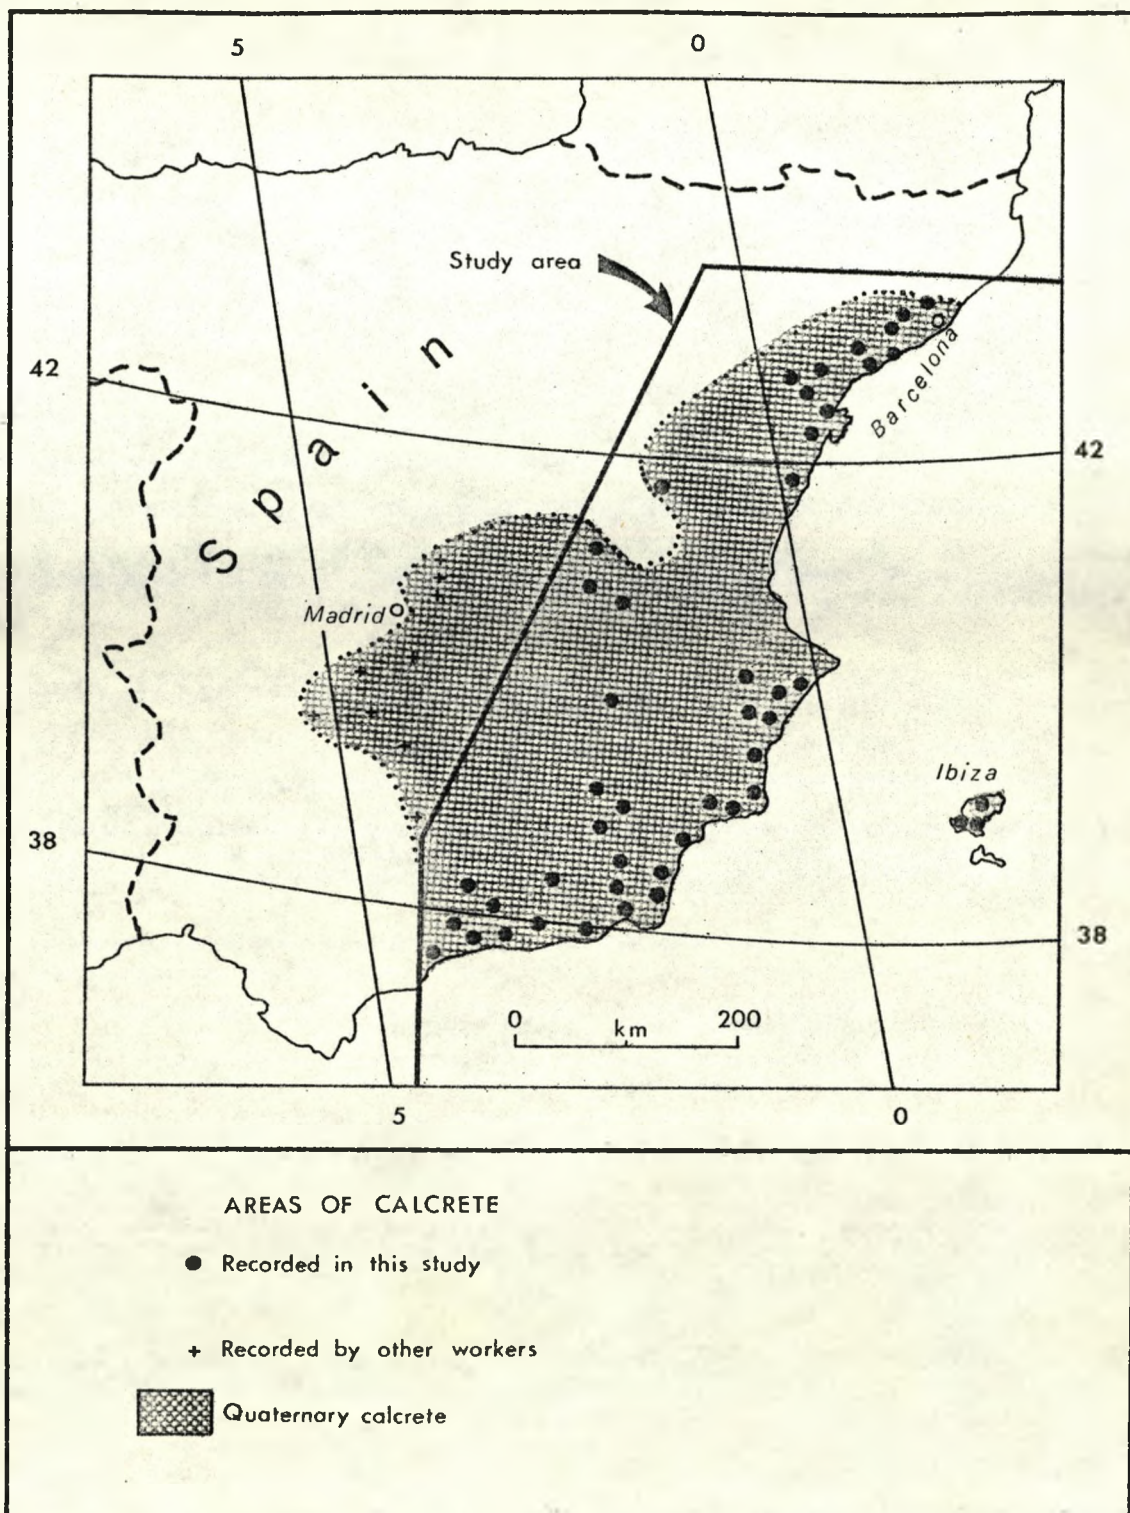 5 0
Study area
Spain
42
Barcelona
42
Madrid
Ibiza
38
38
0 km 200
5 0
AREAS OF CALCRETE
Recorded in this study
+ Recorded by other workers
Quaternary calcrete